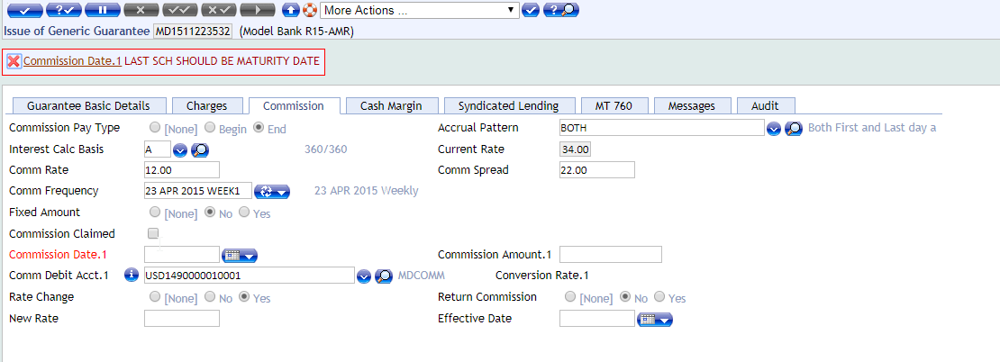 More Actions ...
Issue of Generic Guarantee MD1511223532 (Model Bank R15-AMR)
Commission Date.1 LAST SCH SHOULD BE MATURITY DATE
Guarantee Basic Details Charges Commission Cash Margin Syndicated Lending MT 760 Messages Audit
Commission Pay Type [None] Begin End Accrual Pattern BOTH Both First and Last day a
Interest Calc Basis A 360/360 Current Rate 34.00
Comm Rate 12.00 Comm Spread 22.00
Comm Frequency 23 APR 2015 WEEK1 23 APR 2015 Weekly
Fixed Amount [None] No Yes
Commission Claimed
Commission Date.1 Commission Amount.1
Comm Debit Acct.1 USD1490000010001 MDCOMM Conversion Rate.1
Rate Change [None] No Yes Return Commission [None] No Yes
New Rate Effective Date